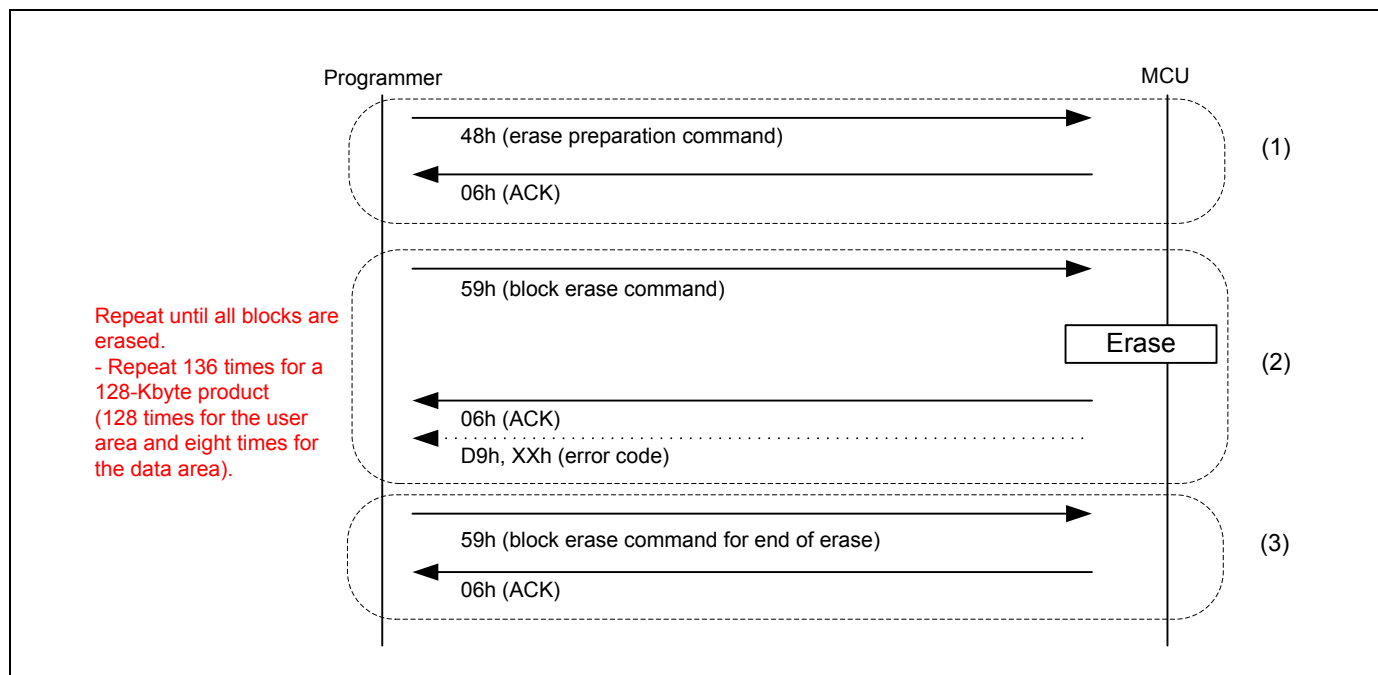 Programmer
MCU
48h (erase preparation command)
(1)
06h (ACK)
59h (block erase command)
Repeat until all blocks are
erased.
- Repeat 136 times for a
128-Kbyte product
(128 times for the user
area and eight times for
the data area).
Erase
(2)
06h (ACK)
D9h, XXh (error code)
59h (block erase command for end of erase)
(3)
06h (ACK)